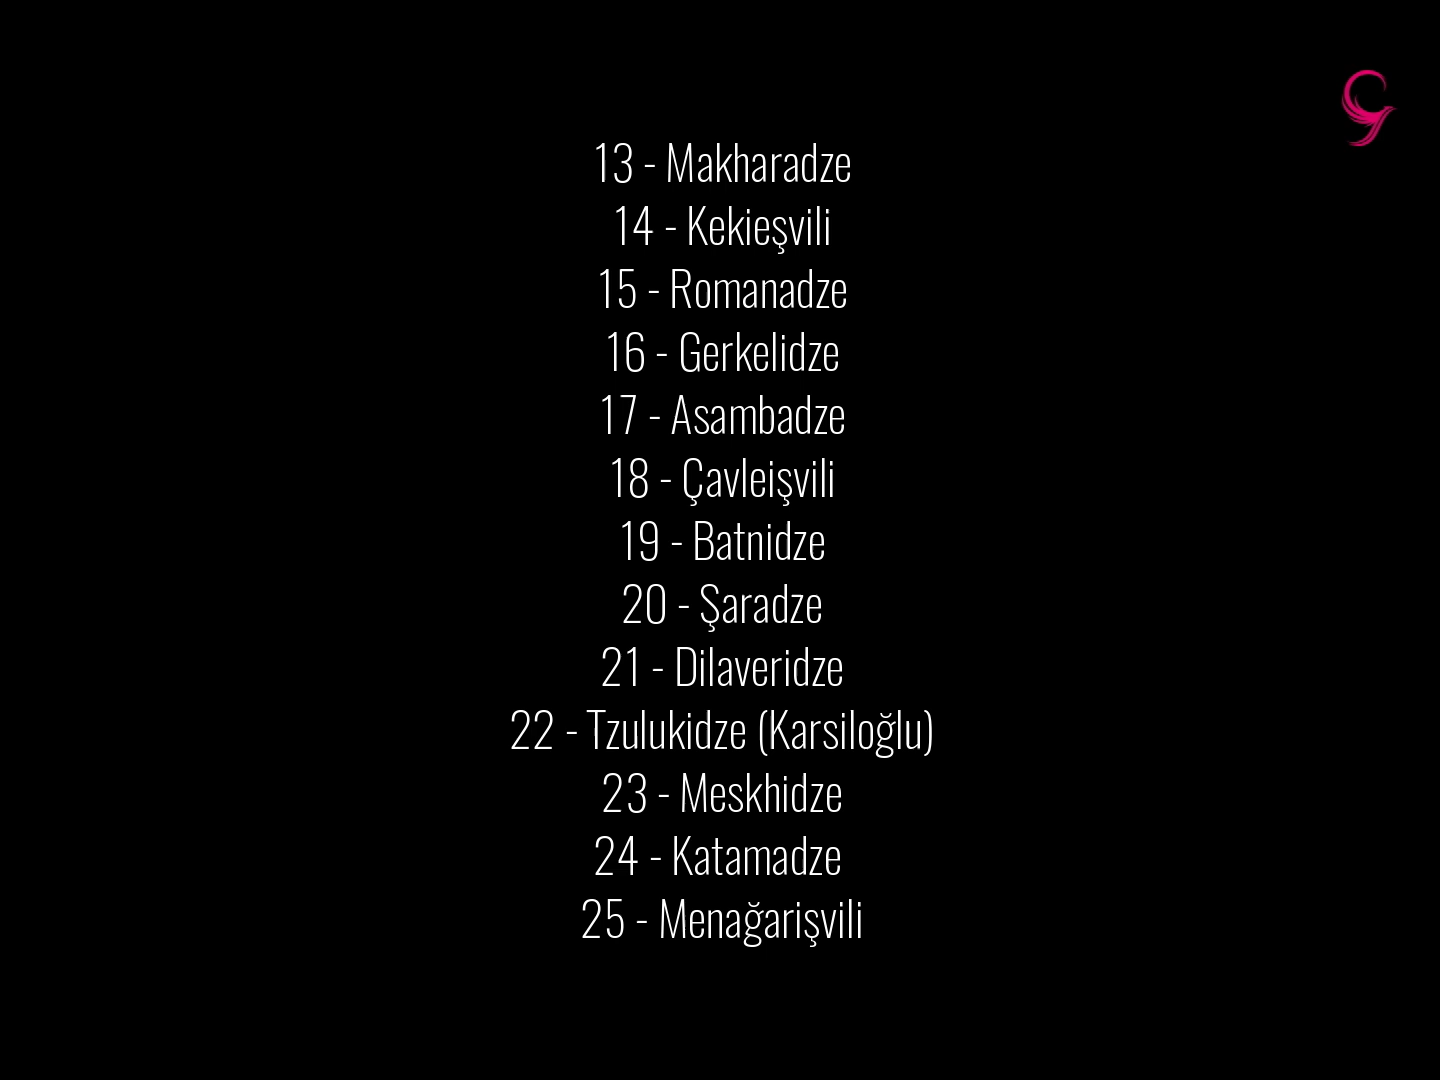 13 - Makharadze
14 - Kekieşvili
15 - Romanadze
16 - Gerkelidze
17 - Asambadze
18 - Çavleişvili
19 - Batnidze
20 - Şaradze
21 - Dilaveridze
22 - Tzulukidze (Karsiloğlu)
23 - Meskhidze
24 - Katamadze
25 - Menağarişvili